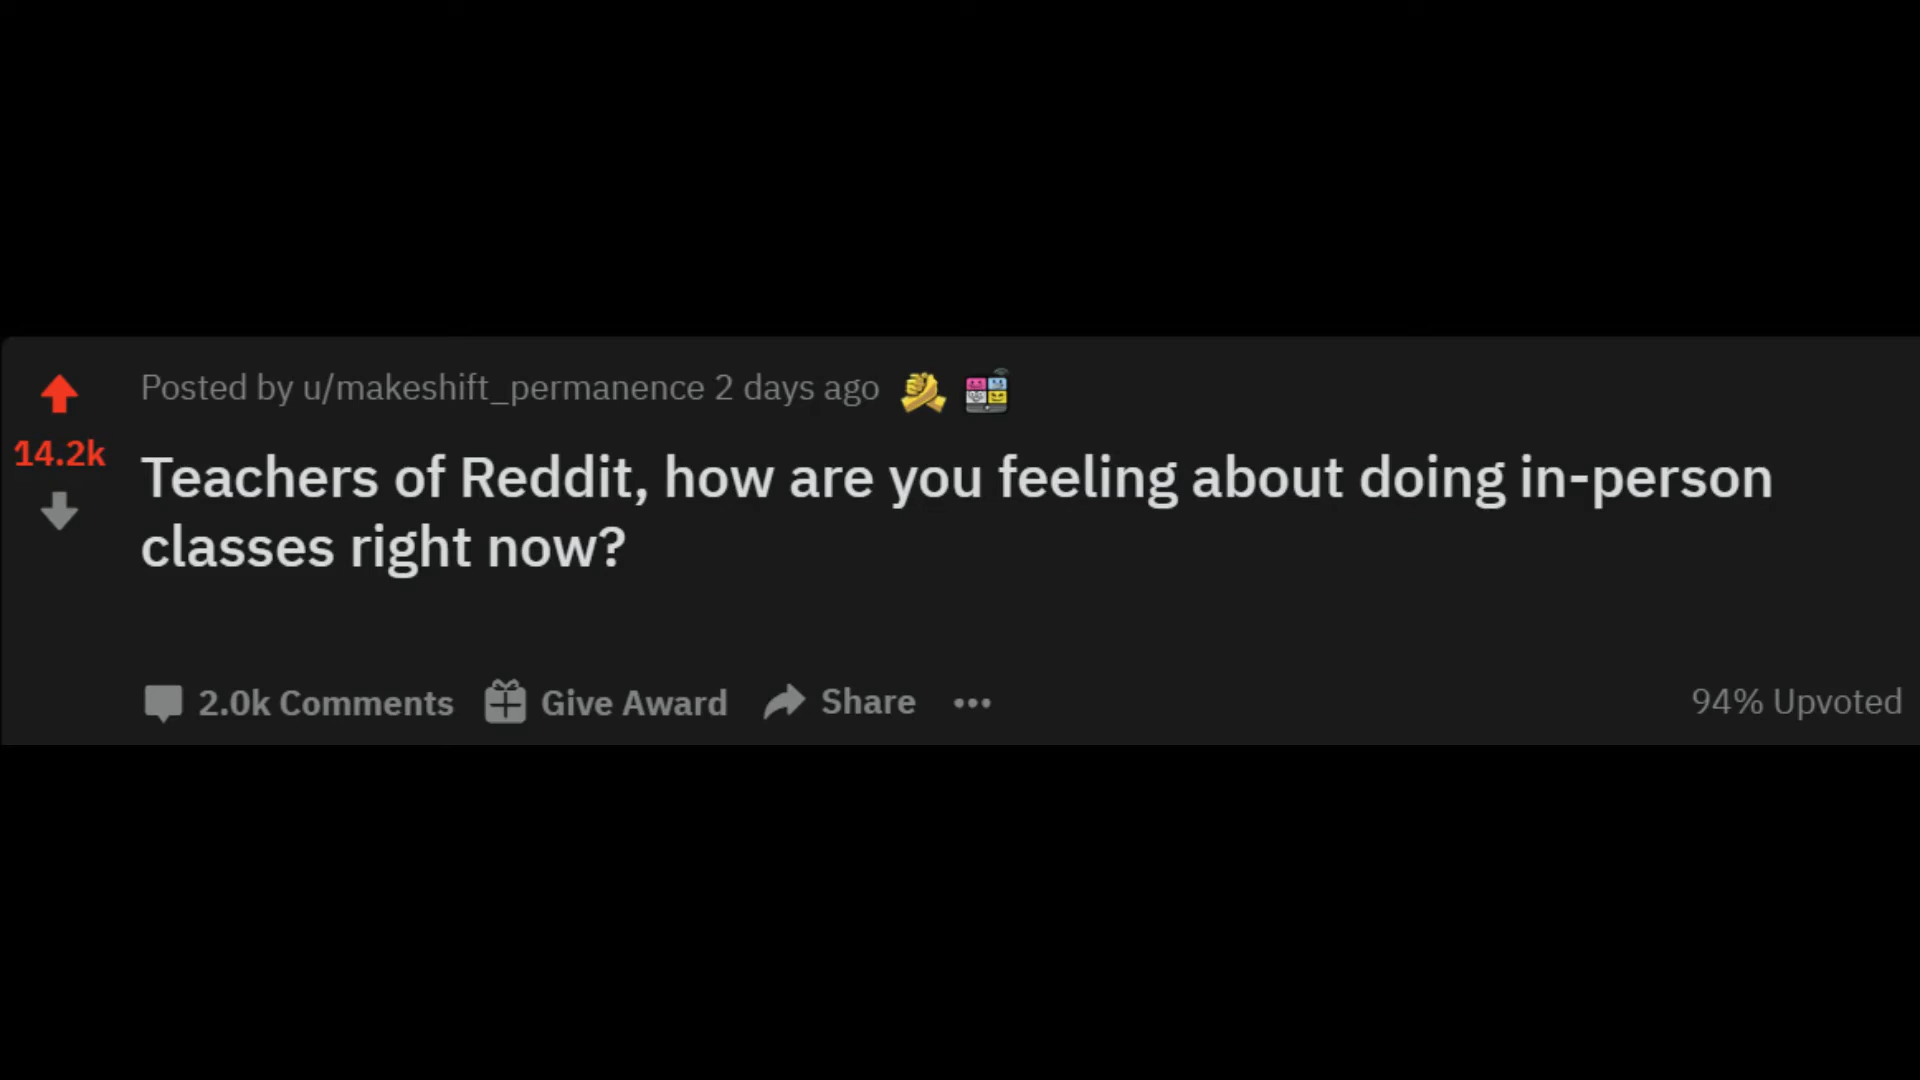 Posted by u/makeshift_permanence 2 days ago
14.2k
Teachers of Reddit, how are you feeling about doing in-person
classes right now?
2.0k Comments Give Award Share ••• 94% Upvoted